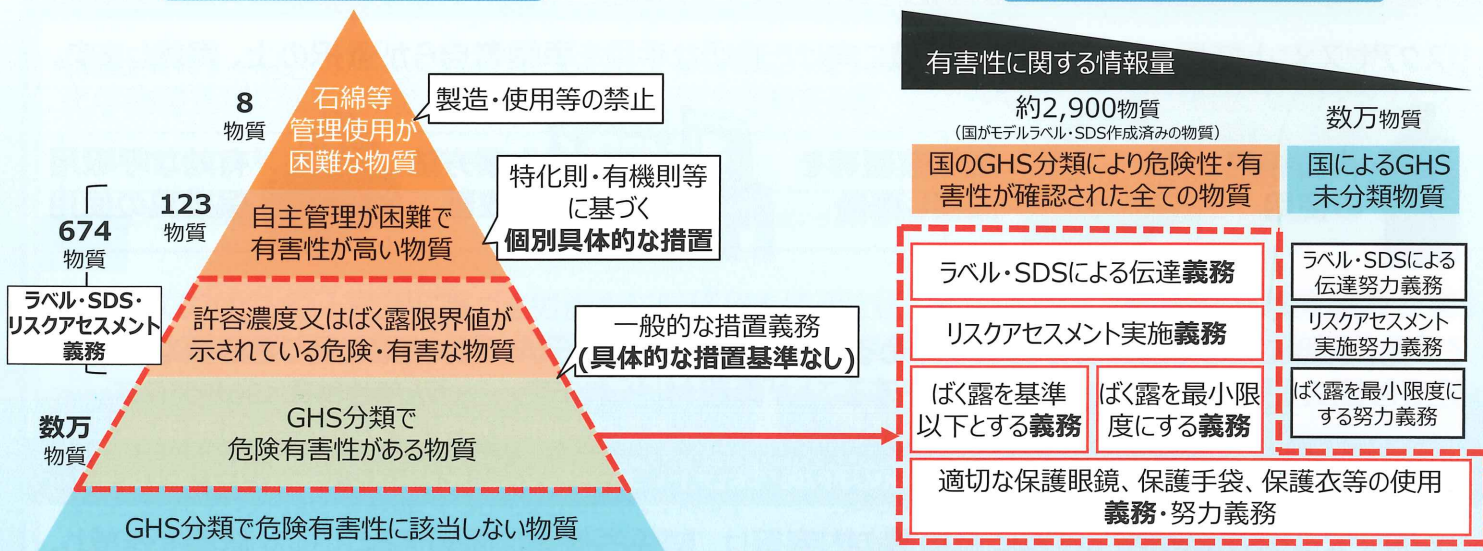 8
物質
石綿等
管理使用が
困難な物質
製造・使用等の禁止
674
物質
123
物質
自主管理が困難で
有害性が高い物質
特化則・有機則等
に基づく
個別具体的な措置
ラベル・SDS・
リスクアセスメント
義務
許容濃度又はばく露限界値が
示されている危険・有害な物質
一般的な措置義務
(具体的な措置基準なし)
数万
物質
GHS分類で
危険有害性がある物質
GHS分類で危険有害性に該当しない物質
有害性に関する情報量
約2,900物質
(国がモデルラベル・SDS作成済みの物質)
数万物質
国のGHS分類により危険性・有
害性が確認された全ての物質
国によるGHS
未分類物質
ラベル・SDSによる伝達義務
ラベル・SDSによる
伝達努力義務
リスクアセスメント実施義務
リスクアセスメント
実施努力義務
ばく露を基準
以下とする義務
ばく露を最小限
度にする義務
ばく露を最小限度に
する努力義務
適切な保護眼鏡、保護手袋、保護衣等の使用
義務・努力義務